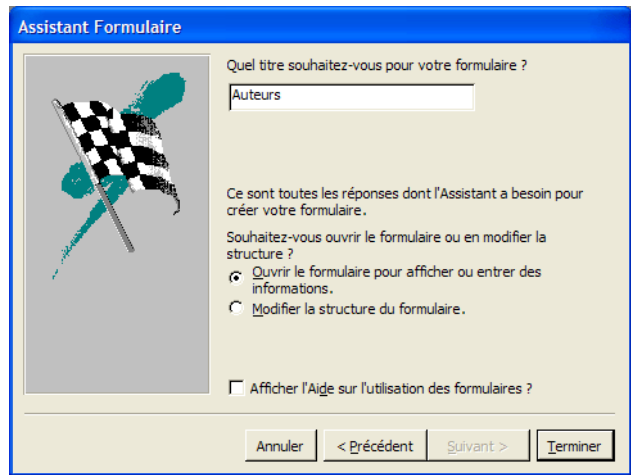 Assistant Formulaire
Quel titre souhaitez-vous pour votre formulaire ?
Auteurs
Ce sont toutes les réponses dont l'Assistant a besoin pour
créer votre formulaire.
Souhaitez-vous ouvrir le formulaire ou en modifier la
structure ?
Ouvrir le formulaire pour afficher ou entrer des
informations.
Modifier la structure du formulaire.
Afficher l'Aide sur l'utilisation des formulaires ?
Annuler < Précédent Suivant > Terminer